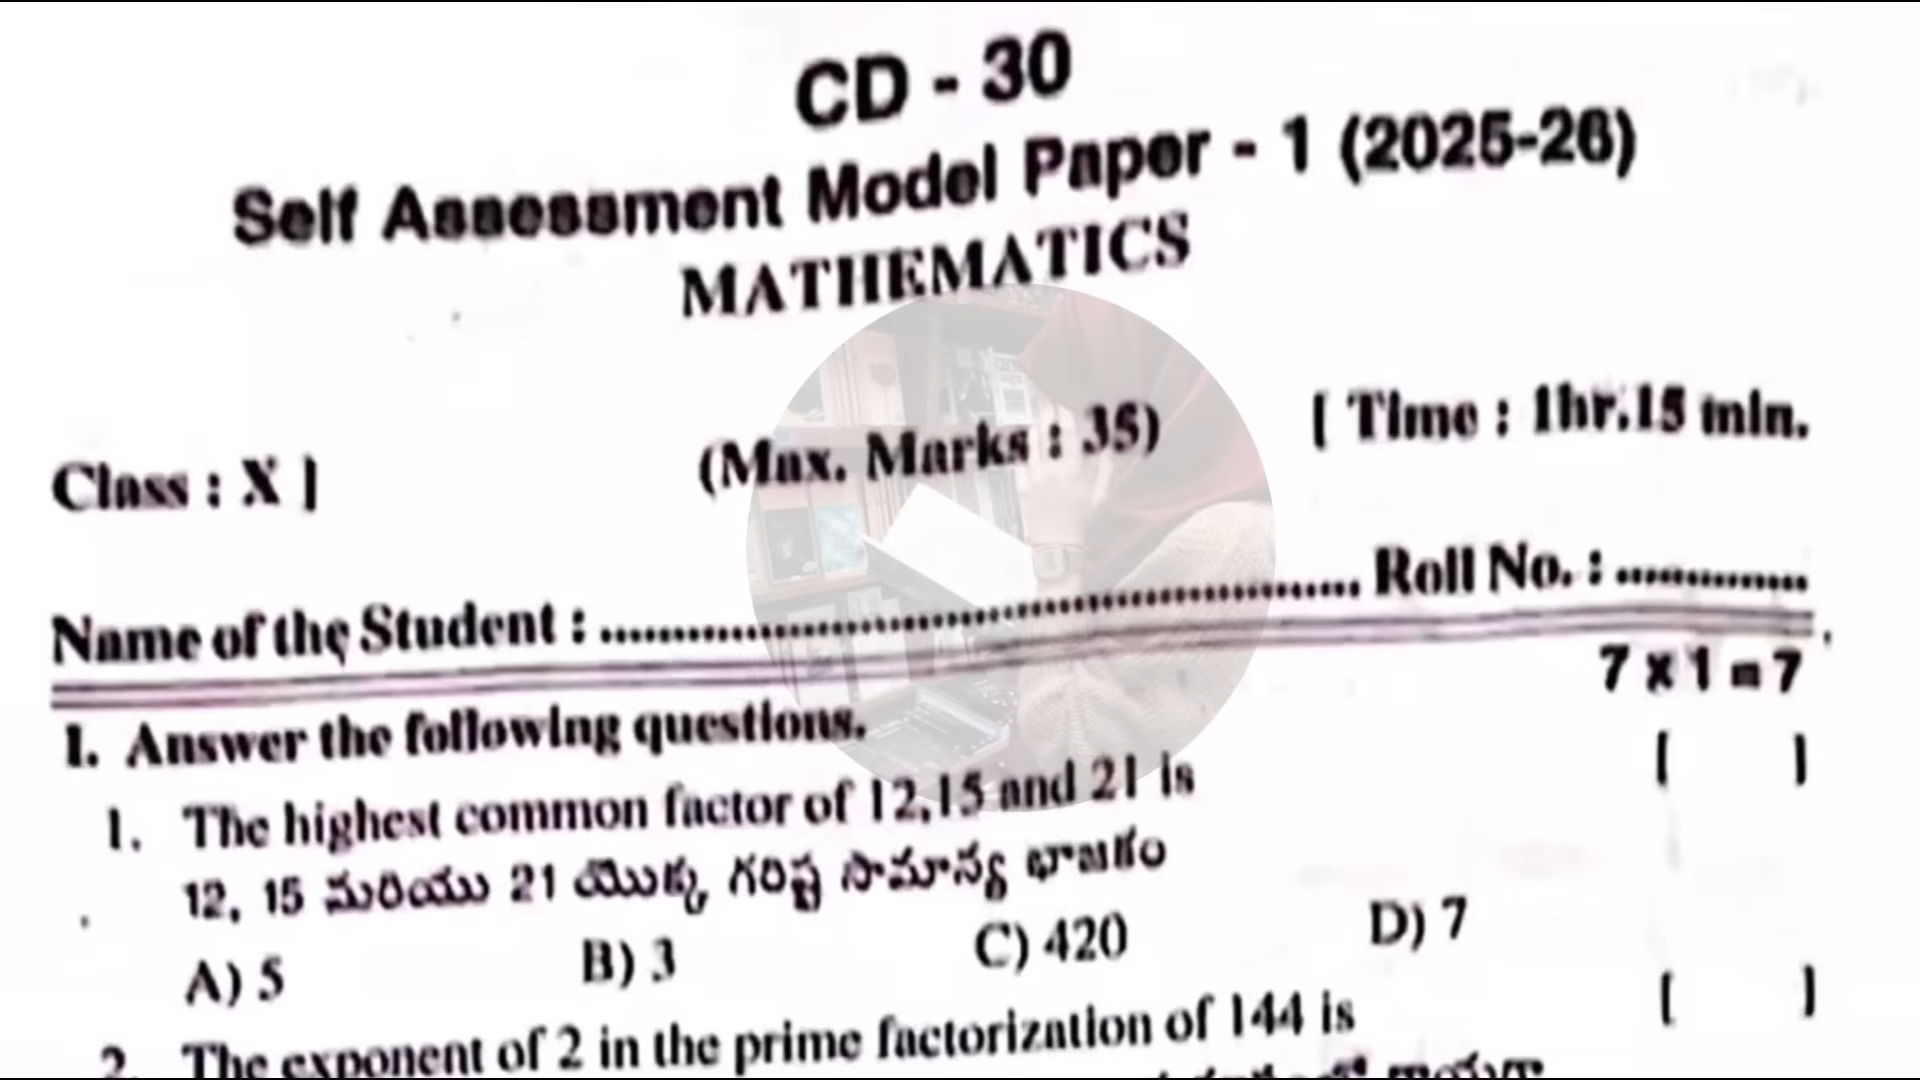 CD - 30
Self Assessment Model Paper - 1 (2025-26)
MATHEMATICS
Class : X ]
(Max. Marks : 35)
[ Time : 1hr.15 min.
Name of the Student : .......................................................... Roll No. : ..............
7 x 1 = 7
I. Answer the following questions.
1. The highest common factor of 12,15 and 21 is [ ]
12, 15 మరియు 21 యొక్క గరిష్ట సామాన్య భాజకం
A) 5 B) 3 C) 420 D) 7
2. The exponent of 2 in the prime factorization of 144 is [ ]